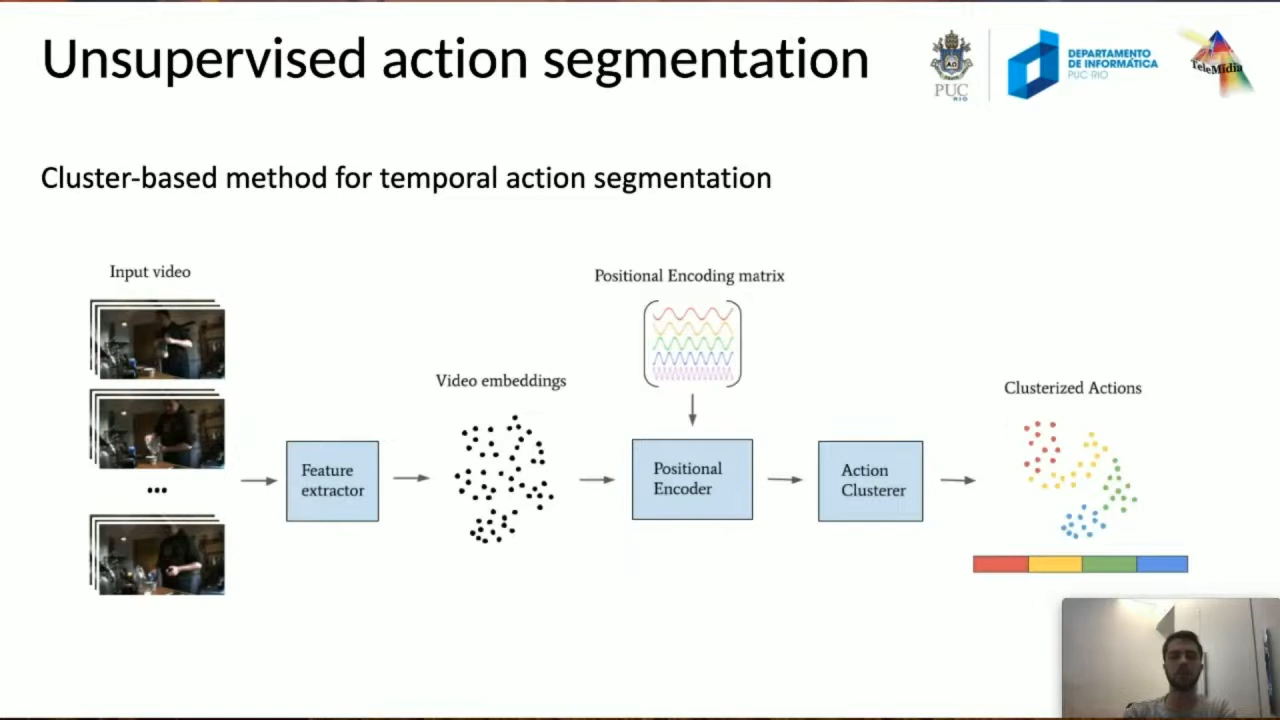 Unsupervised action segmentation
PUC
RIO
DEPARTAMENTO
DE INFORMÁTICA
PUC-RIO
TeleMídia
Cluster-based method for temporal action segmentation
Input video
Positional Encoding matrix
Video embeddings
Clusterized Actions
...
Feature
extractor
Positional
Encoder
Action
Clusterer